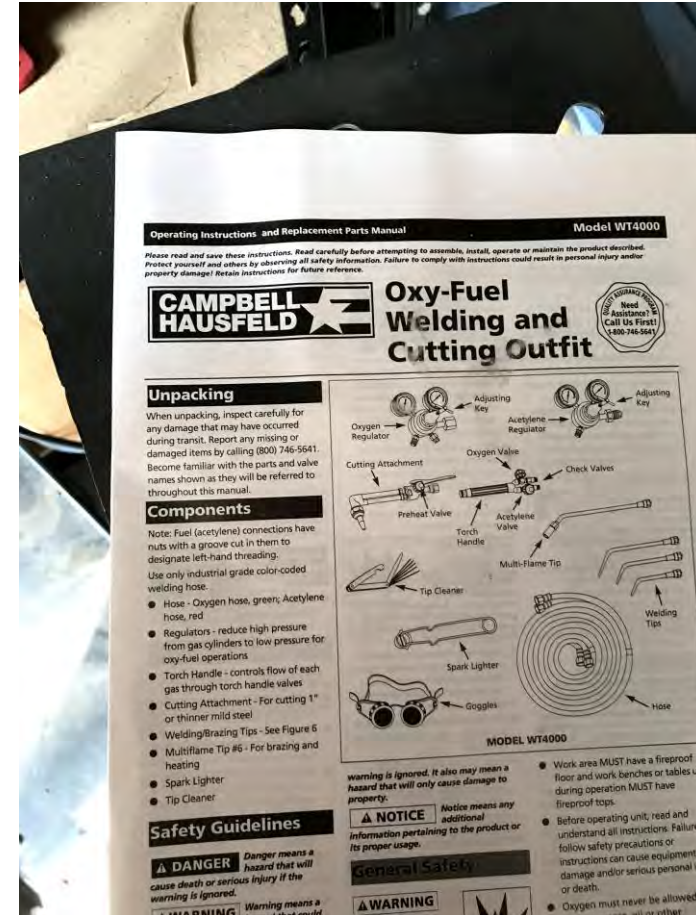 Operating Instructions and Replacement Parts Manual
Model WT4000
Please read and save these instructions. Read carefully before attempting to assemble, install, operate or maintain the product described.
Protect yourself and others by observing all safety information. Failure to comply with instructions could result in personal injury and/or
property damage! Retain instructions for future reference.
CAMPBELL
HAUSFELD
Oxy-Fuel
Welding and
Cutting Outfit
QUALITY ASSURANCE PROGRAM
Need
Assistance?
Call Us First!
1-800-746-5641
Unpacking
When unpacking, inspect carefully for
any damage that may have occurred
during transit. Report any missing or
damaged items by calling (800) 746-5641.
Become familiar with the parts and valve
names shown as they will be referred to
throughout this manual.
Components
Note: Fuel (acetylene) connections have
nuts with a groove cut in them to
designate left-hand threading.
Use only industrial grade color-coded
welding hose.
● Hose - Oxygen hose, green; Acetylene
hose, red
● Regulators - reduce high pressure
from gas cylinders to low pressure for
oxy-fuel operations
● Torch Handle - controls flow of each
gas through torch handle valves
● Cutting Attachment - For cutting 1"
or thinner mild steel
● Welding/Brazing Tips - See Figure 6
● Multiflame Tip #6 - For brazing and
heating
● Spark Lighter
● Tip Cleaner
Safety Guidelines
DANGER Danger means a
hazard that will
cause death or serious injury if the
warning is ignored.
WARNING Warning means a
hazard that could
Oxygen
Regulator
Adjusting
Key
Acetylene
Regulator
Adjusting
Key
Cutting Attachment
Oxygen Valve
Check Valves
Preheat Valve
Torch
Handle
Acetylene
Valve
Multi-Flame Tip
Tip Cleaner
Welding
Tips
Spark Lighter
Goggles
Hose
MODEL WT4000
warning is ignored. It also may mean a
hazard that will only cause damage to
property.
NOTICE Notice means any
additional
information pertaining to the product or
its proper usage.
General Safety
WARNING
● Work area MUST have a fireproof
floor and work benches or tables u
during operation MUST have
fireproof tops.
● Before operating unit, read and
understand all instructions. Failur
follow safety precautions or
instructions can cause equipment
damage and/or serious personal i
or death.
● Oxygen must never be allowe
or other